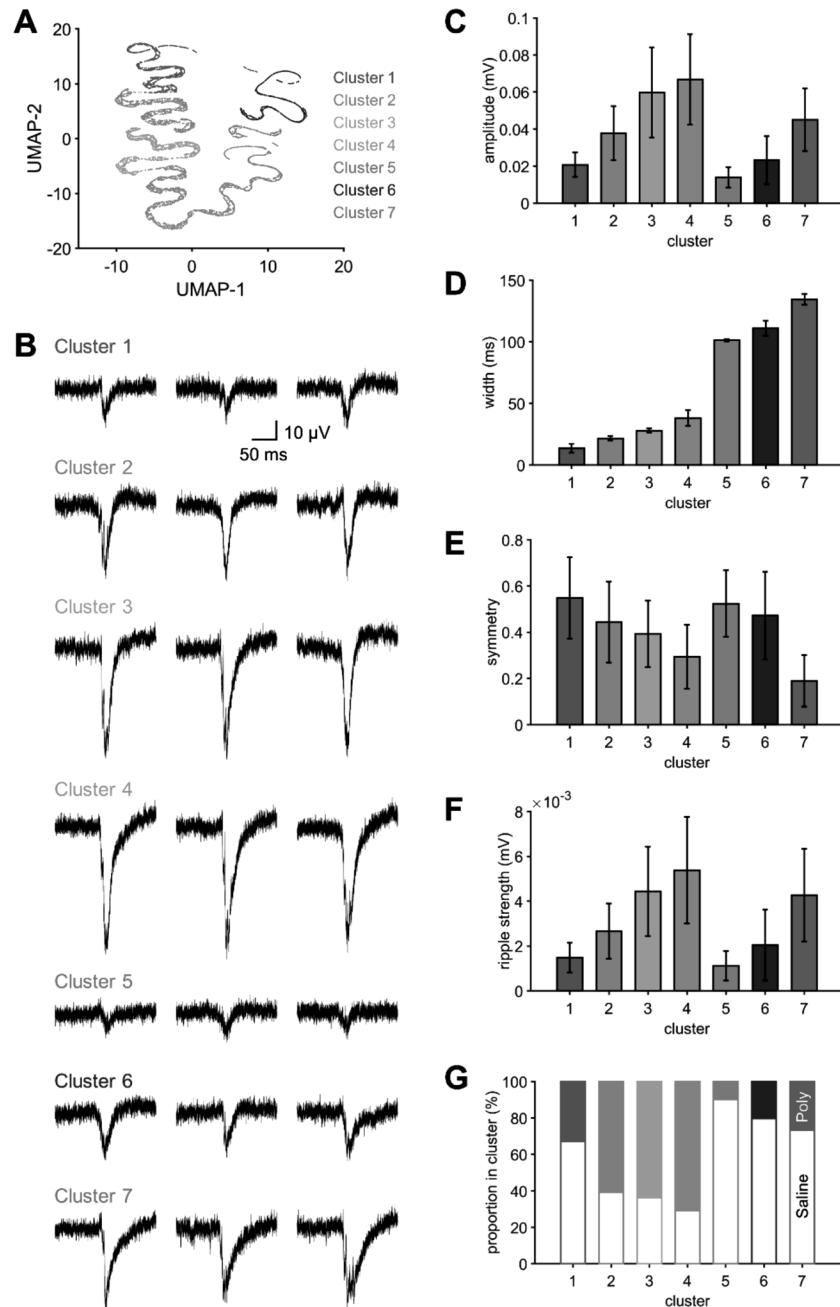 A
UMAP-2
20
10
0
-10
-20
-10
0
10
20
UMAP-1
Cluster 1
Cluster 2
Cluster 3
Cluster 4
Cluster 5
Cluster 6
Cluster 7
B
Cluster 1
10 µV
50 ms
Cluster 2
Cluster 3
Cluster 4
Cluster 5
Cluster 6
Cluster 7
C
amplitude (mV)
0.1
0.08
0.06
0.04
0.02
0
1 2 3 4 5 6 7
cluster
D
width (ms)
150
100
50
0
1 2 3 4 5 6 7
cluster
E
symmetry
0.8
0.6
0.4
0.2
0
1 2 3 4 5 6 7
cluster
F
×10⁻³
ripple strength (mV)
8
6
4
2
0
1 2 3 4 5 6 7
cluster
G
proportion in cluster (%)
100
80
60
40
20
0
Poly
Saline
1 2 3 4 5 6 7
cluster